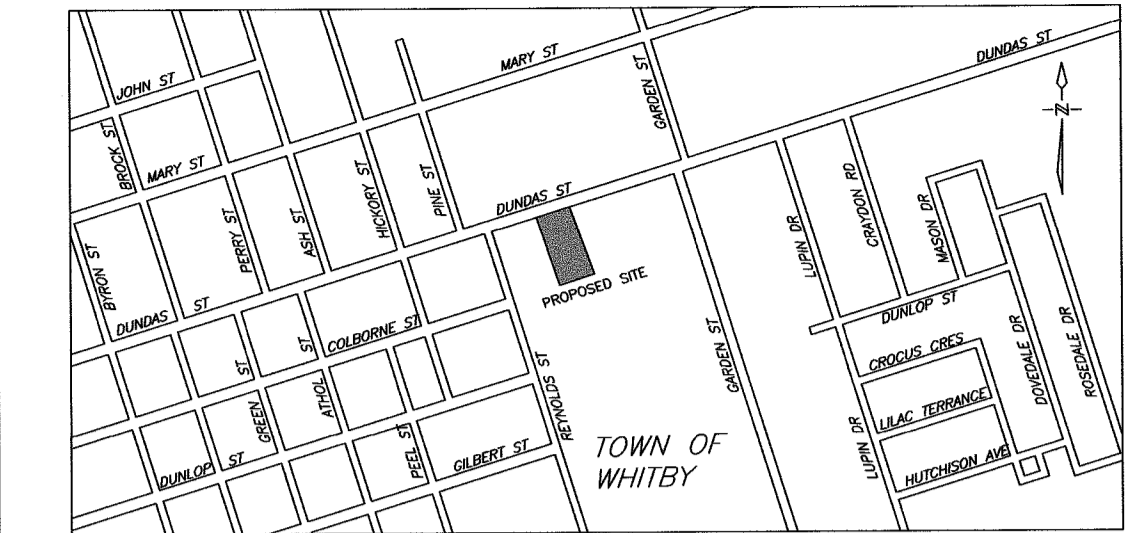 DUNDAS ST
MARY ST
GARDEN ST
JOHN ST
BROCK ST
MARY ST
HICKORY ST
PINE ST
DUNDAS ST
PERRY ST
ASH ST
BYRON ST
DUNDAS ST
N
LUPIN DR
CRAYDON RD
MASON DR
PROPOSED SITE
DUNLOP ST
COLBORNE ST
GREEN ST
ATHOL ST
REYNOLDS ST
GARDEN ST
CROCUS CRES
DOVEDALE DR
ROSEDALE DR
LILAC TERRANCE
LUPIN DR
HUTCHISON AVE
PEEL ST
GILBERT ST
DUNLOP ST
TOWN OF
WHITBY